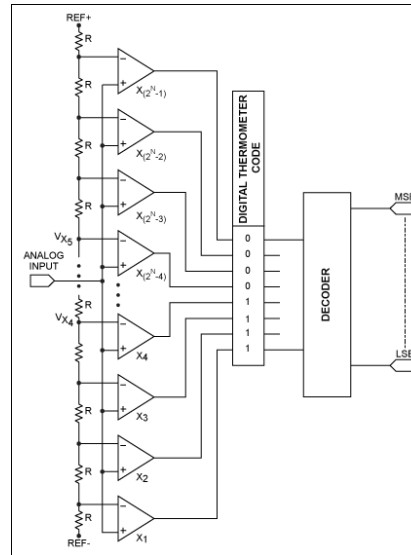 REF+
R
R
X(2^N-1)
R
X(2^N-2)
R
X(2^N-3)
R
VX5
ANALOG
INPUT
X(2^N-4)
R
VX4
X4
X3
R
X2
R
X1
R
REF-
DIGITAL THERMOMETER
CODE
0
0
0
0
1
1
1
1
DECODER
MSB
LSB